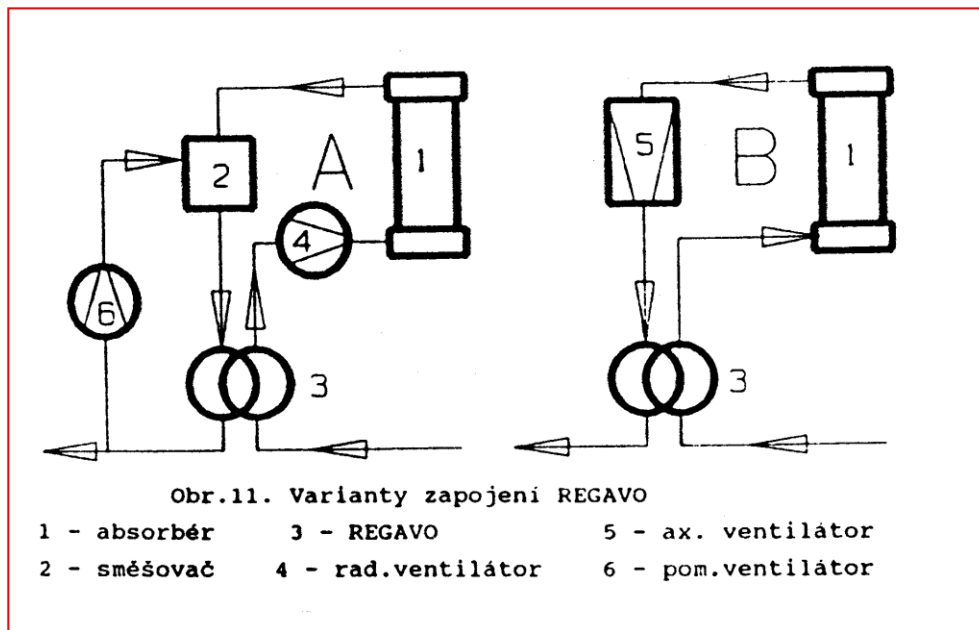 A
B
1
2
3
4
6
5
1
3
Obr.11. Varianty zapojení REGAVO
1 - absorbér 3 - REGAVO 5 - ax. ventilátor
2 - směšovač 4 - rad.ventilátor 6 - pom.ventilátor